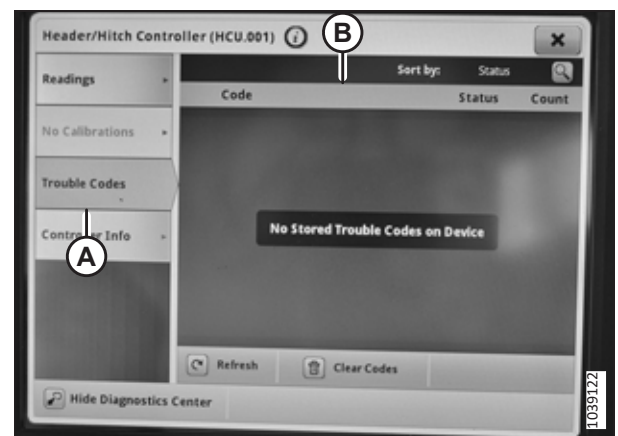 Header/Hitch Controller (HCU.001) i
B
Readings
Sort by: Status
Code Status Count
No Calibrations
Trouble Codes
No Stored Trouble Codes on Device
Controller Info
A
Refresh Clear Codes
Hide Diagnostics Center
1039122